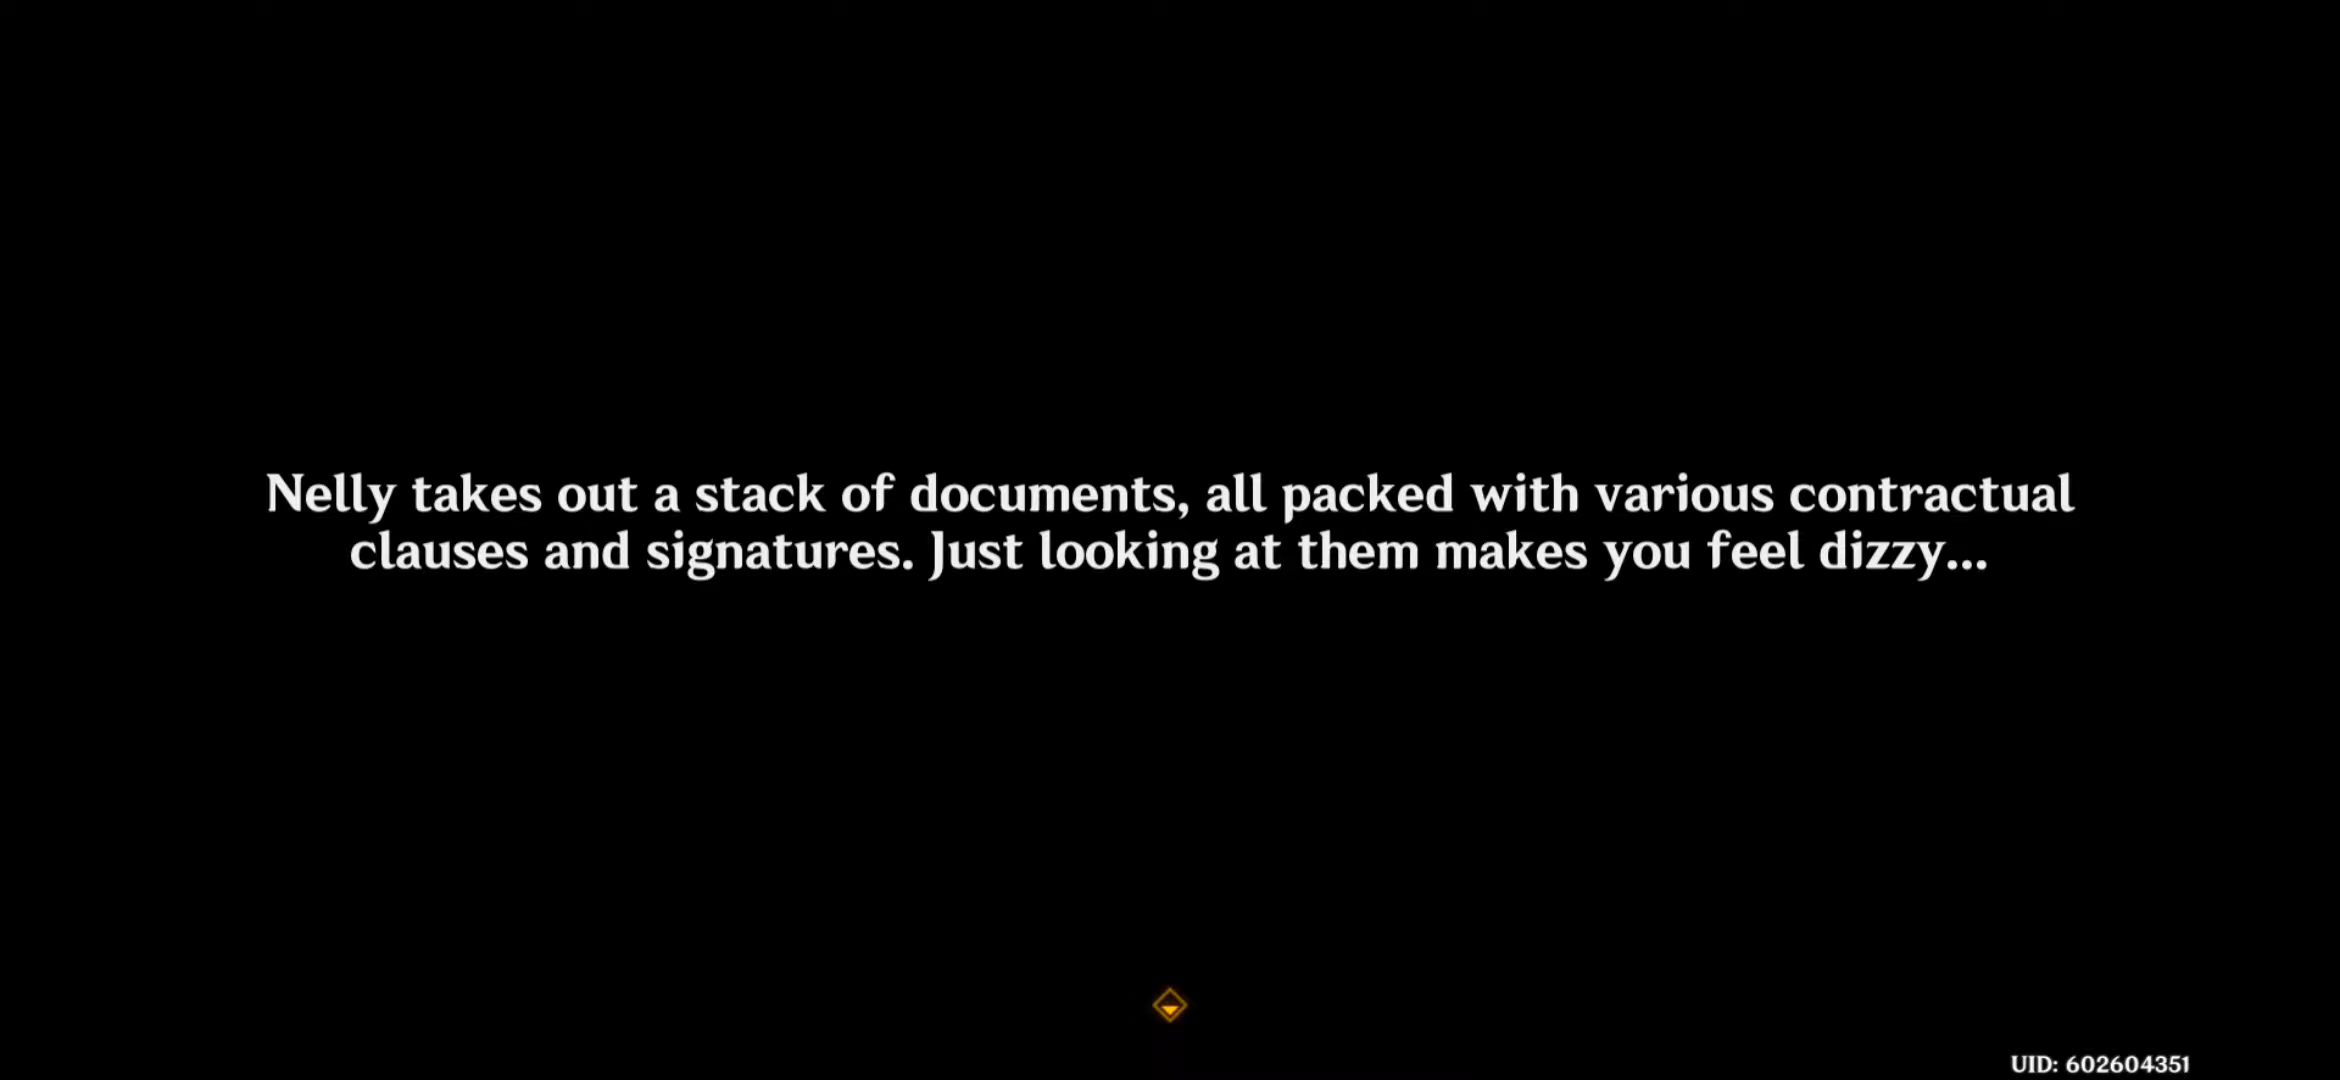 Nelly takes out a stack of documents, all packed with various contractual
clauses and signatures. Just looking at them makes you feel dizzy...
UID: 602604351